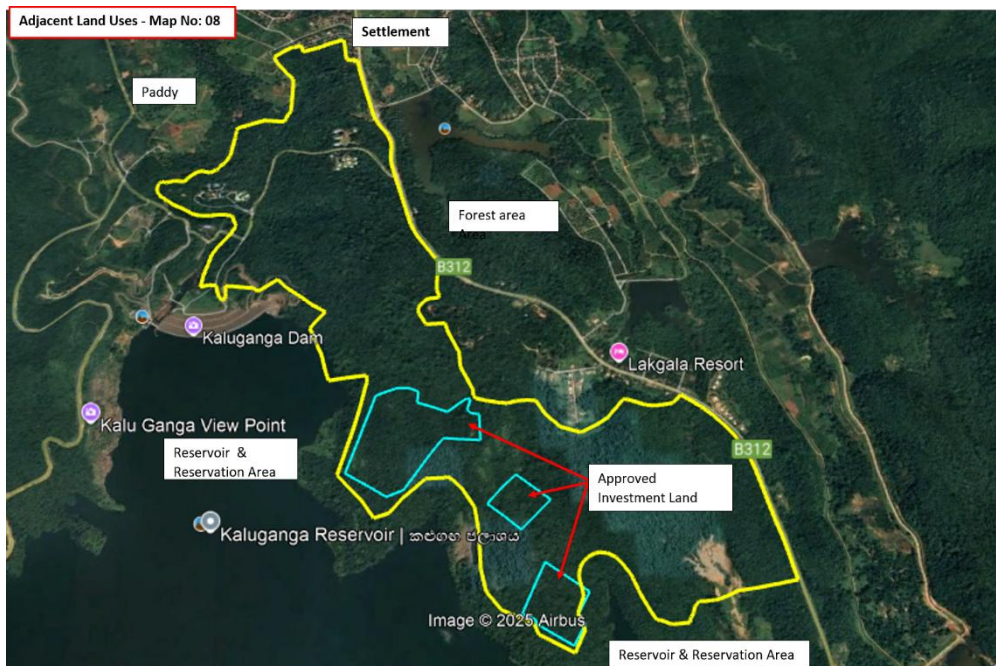 Adjacent Land Uses - Map No: 08
Settlement
Paddy
Forest area
Area
B312
Kaluganga Dam
Lakgala Resort
Kalu Ganga View Point
B312
Reservoir &
Reservation Area
Approved
Investment Land
Kaluganga Reservoir | කළුගඟ ජලාශය
Image © 2025 Airbus
Reservoir & Reservation Area